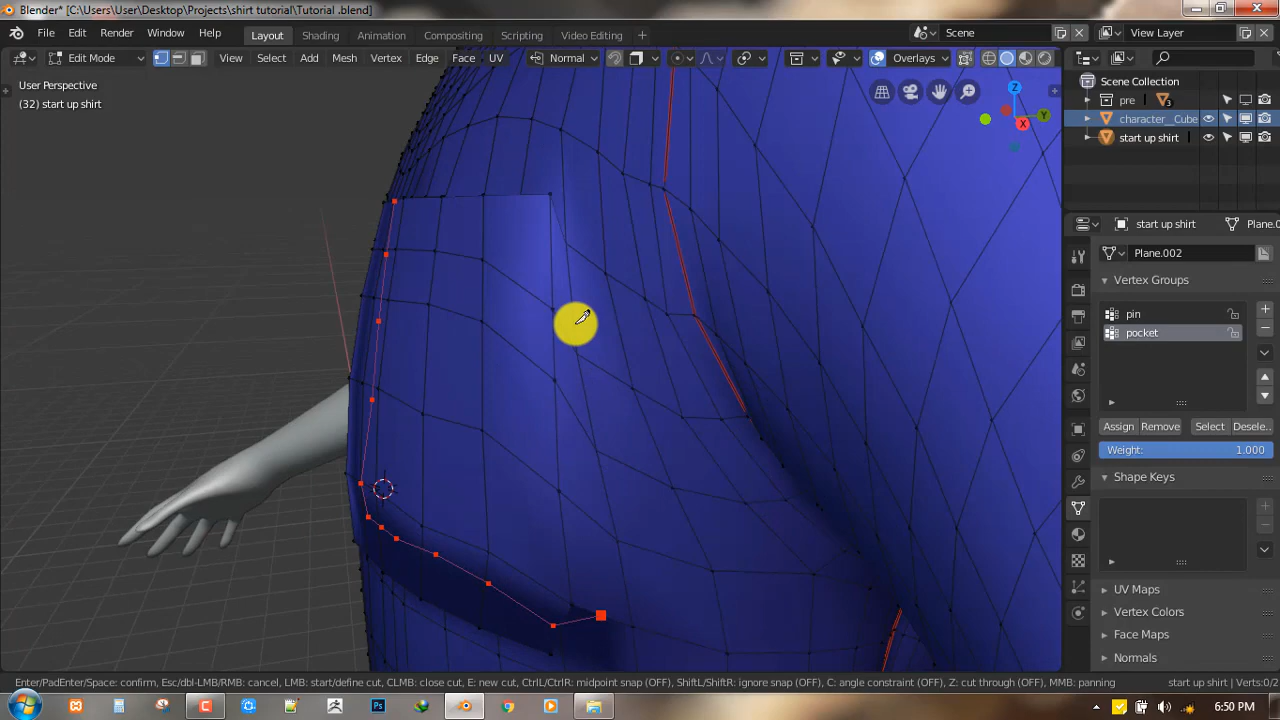 Blender* [C:\Users\User\Desktop\Projects\shirt tutorial\Tutorial .blend]
File Edit Render Window Help Layout Shading Animation Compositing Scripting Video Editing + Scene View Layer
Edit Mode View Select Add Mesh Vertex Edge Face UV Normal Overlays
User Perspective
(32) start up shirt
Z
Y
X
Scene Collection
pre 3
character__Cube
start up shirt
start up shirt Plane.0
Plane.002
Vertex Groups
pin
pocket
Assign Remove Select Desele..
Weight: 1.000
Shape Keys
UV Maps
Vertex Colors
Face Maps
Normals
Enter/PadEnter/Space: confirm, Esc/dbl-LMB/RMB: cancel, LMB: start/define cut, CLMB: close cut, E: new cut, CtrlL/CtrlR: midpoint snap (OFF), ShiftL/ShiftR: ignore snap (OFF), C: angle constraint (OFF), Z: cut through (OFF), MMB: panning
start up shirt | Verts:0/2
Ps
6:50 PM